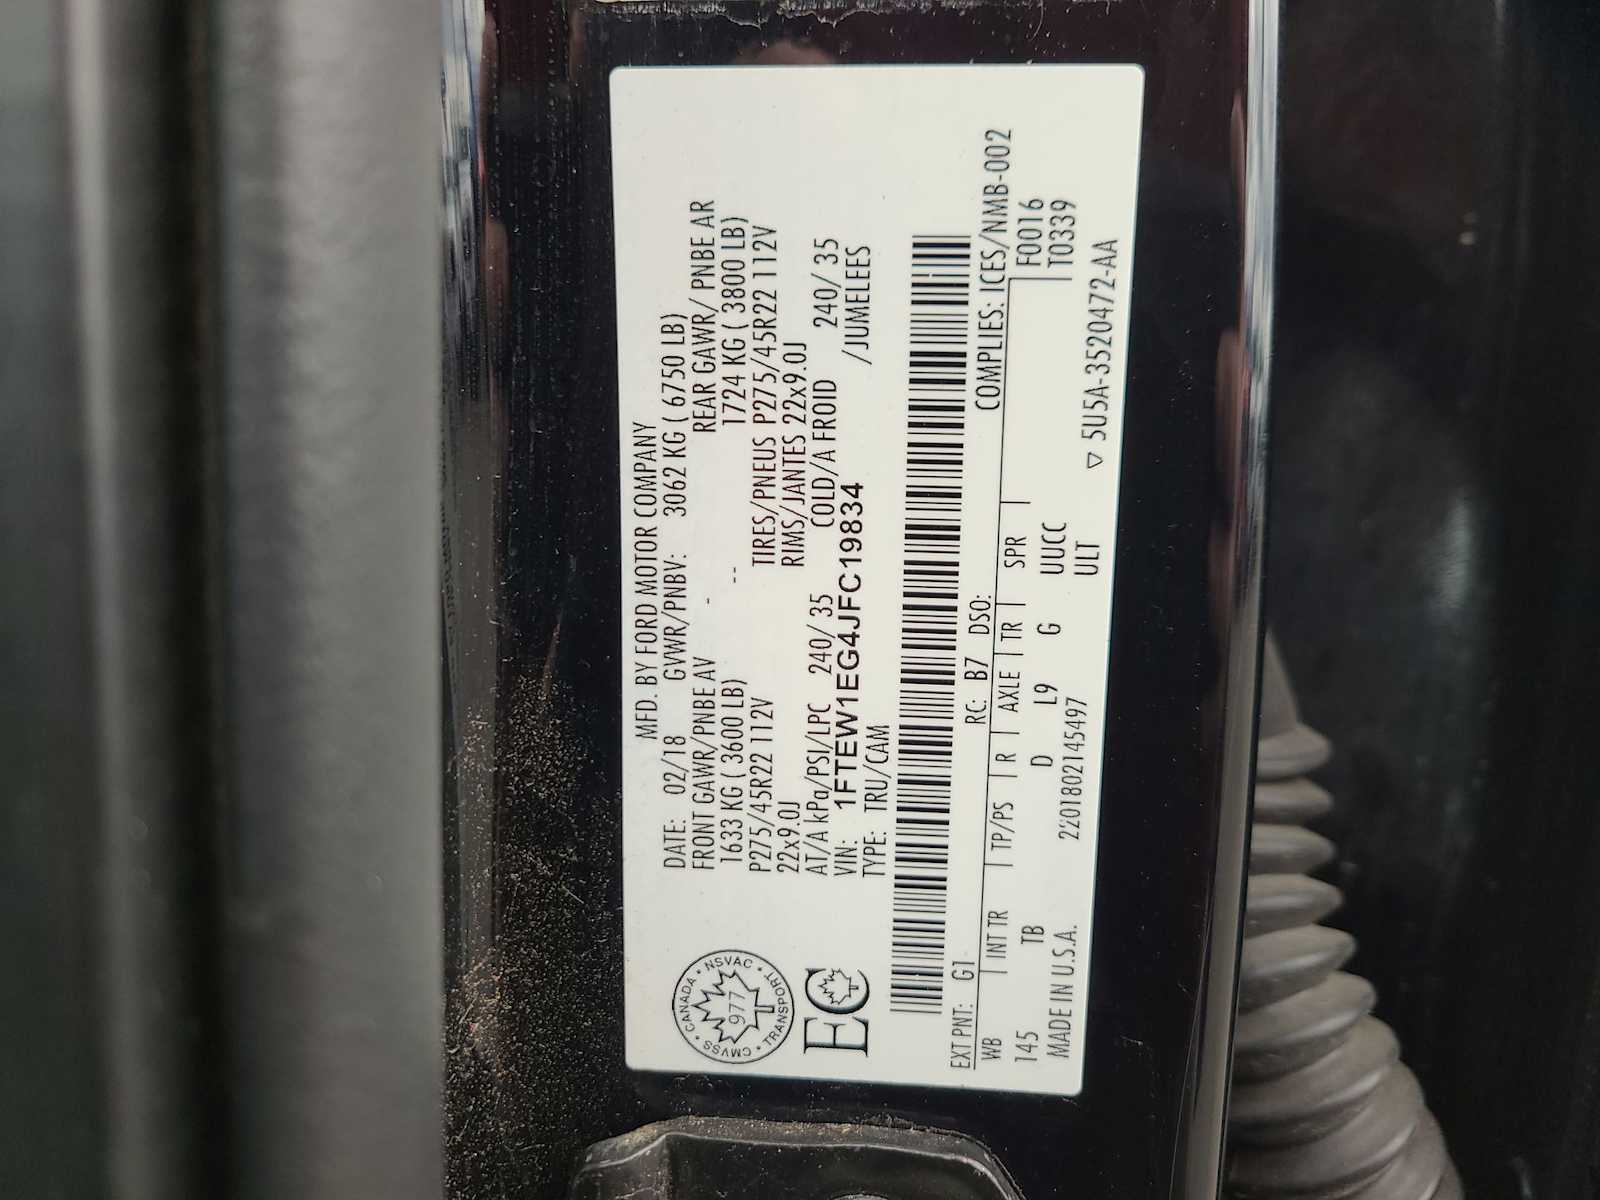 MFD. BY FORD MOTOR COMPANY
DATE: 02/18 GVWR/PNBV: 3062 KG ( 6750 LB)
FRONT GAWR/PNBE AV - REAR GAWR/ PNBE AR
1633 KG ( 3600 LB) -- 1724 KG ( 3800 LB)
P275/45R22 112V TIRES/PNEUS P275/45R22 112V
22x9.0J RIMS/JANTES 22x9.0J
AT/A kPa/PSI/LPC 240/ 35 COLD/A FROID 240/ 35
VIN: 1FTEW1EG4JFC19834 /JUMELEES
TYPE: TRU/CAM
CMVSS • CANADA • NSVAC • TRANSPORT •
977
EC
RC: B7 DSO: COMPLIES: ICES/NMB-002
EXT PNT: G1
WB INT TR TP/PS R AXLE TR SPR F0016
145 TB D L9 G UUCC T0339
ULT
MADE IN U.S.A. 2201802145497 5U5A-3520472-AA